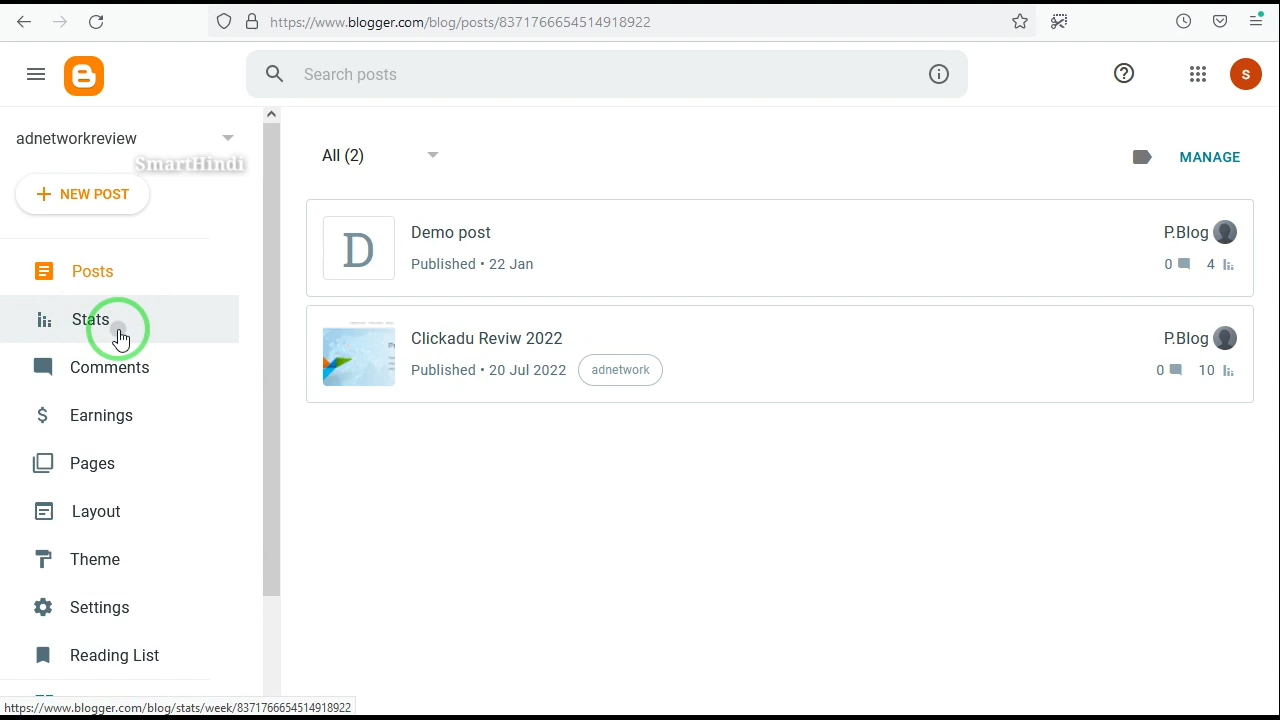 https://www.blogger.com/blog/posts/8371766654514918922
Search posts
S
adnetworkreview
SmartHindi
NEW POST
Posts
Stats
Comments
Earnings
Pages
Layout
Theme
Settings
Reading List
All (2)
MANAGE
D
Demo post
Published • 22 Jan
P.Blog
0 4
Clickadu Reviw 2022
Published • 20 Jul 2022 adnetwork
P.Blog
0 10
https://www.blogger.com/blog/stats/week/8371766654514918922